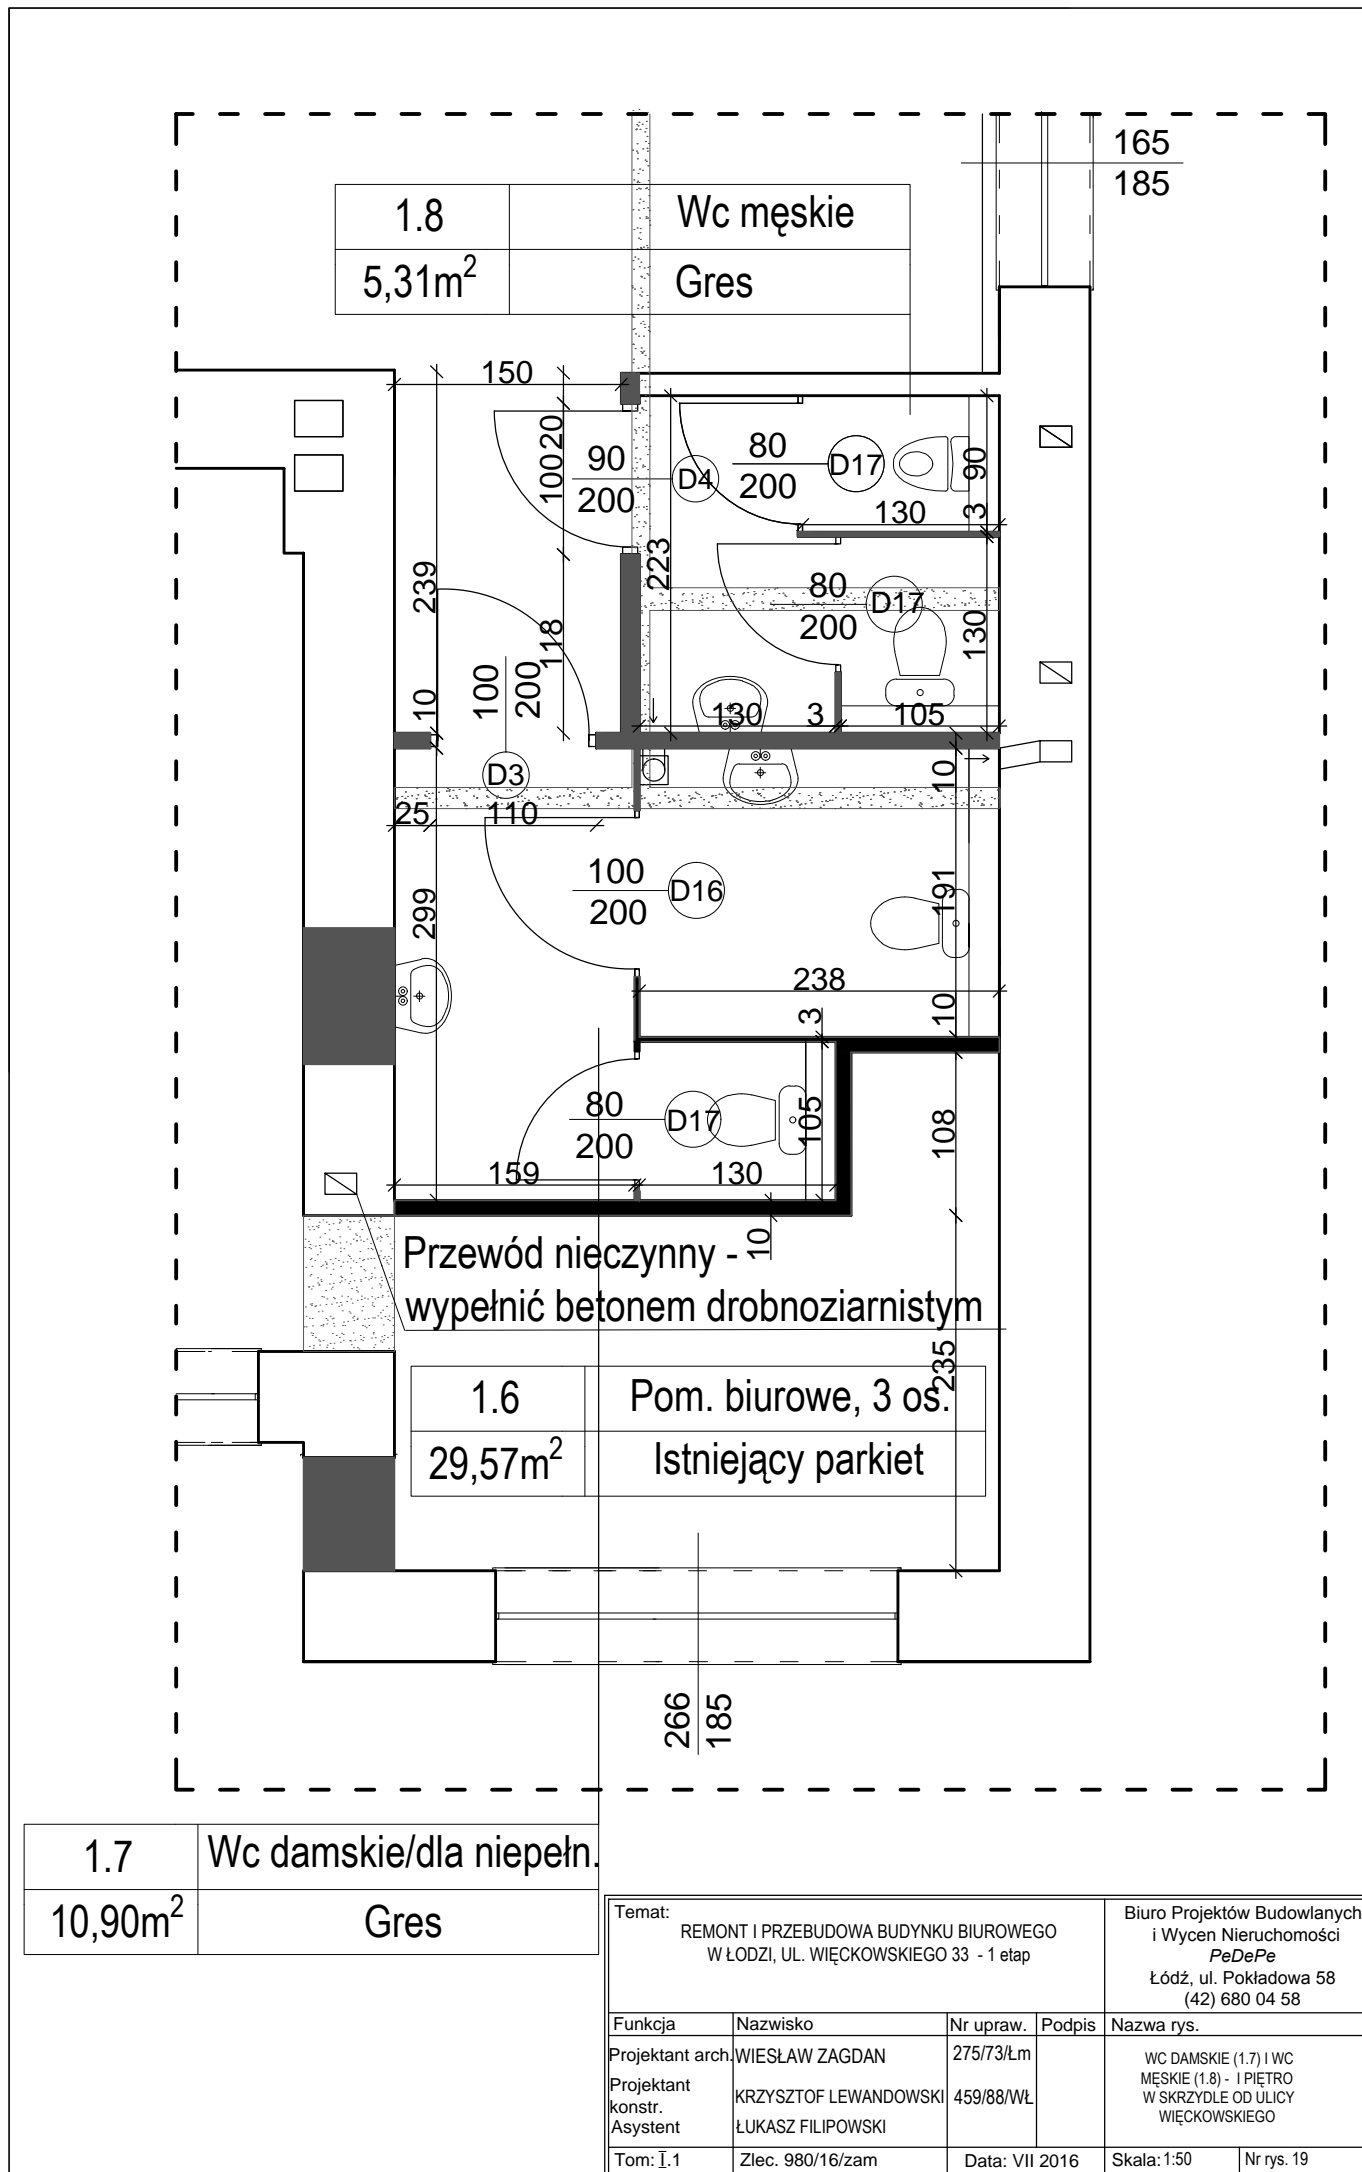 165
185
1.8 Wc męskie
5,31m² Gres
150
20
100
90
200
D4
80
200
D17
90
130
3
239
223
118
80
200
D17
130
10
100
200
130
3
105
D3
25
110
10
100
200
D16
191
299
238
10
3
80
200
D17
105
108
159
130
10
Przewód nieczynny -
wypełnić betonem drobnoziarnistym
235
1.6 Pom. biurowe, 3 os.
29,57m² Istniejący parkiet
266
185
1.7 Wc damskie/dla niepełn.
10,90m² Gres
Temat:
REMONT I PRZEBUDOWA BUDYNKU BIUROWEGO
W ŁODZI, UL. WIĘCKOWSKIEGO 33 - 1 etap
Biuro Projektów Budowlanych
i Wycen Nieruchomości
PeDePe
Łódź, ul. Pokładowa 58
(42) 680 04 58
Funkcja Nazwisko Nr upraw. Podpis Nazwa rys.
Projektant arch. WIESŁAW ZAGDAN 275/73/Łm
Projektant
konstr. KRZYSZTOF LEWANDOWSKI 459/88/WŁ
Asystent ŁUKASZ FILIPOWSKI
WC DAMSKIE (1.7) I WC
MĘSKIE (1.8) - I PIĘTRO
W SKRZYDLE OD ULICY
WIĘCKOWSKIEGO
Tom: I.1 Zlec. 980/16/zam Data: VII 2016 Skala: 1:50 Nr rys. 19